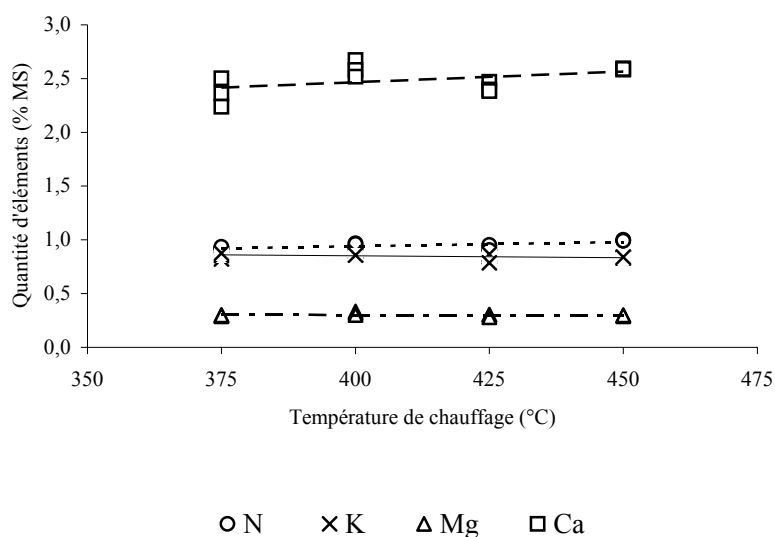 3,0
2,5
2,0
1,5
1,0
0,5
0,0
Quantité d'éléments (% MS)
350 375 400 425 450 475
Température de chauffage (°C)
N K Mg Ca